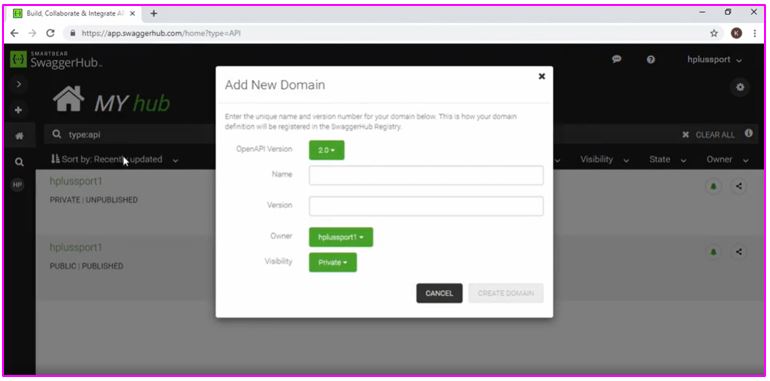 Build, Collaborate & Integrate AP
https://app.swaggerhub.com/home?type=API
K
SMARTBEAR
SwaggerHub
hplussport
MY hub
type:api
CLEAR ALL
Sort by: Recently updated
Visibility
State
Owner
HP
hplussport1
PRIVATE | UNPUBLISHED
hplussport1
PUBLIC | PUBLISHED
Add New Domain
Enter the unique name and version number for your domain below. This is how your domain
definition will be registered in the SwaggerHub Registry.
OpenAPI Version
2.0
Name
Version
Owner
hplussport1
Visibility
Private
CANCEL
CREATE DOMAIN